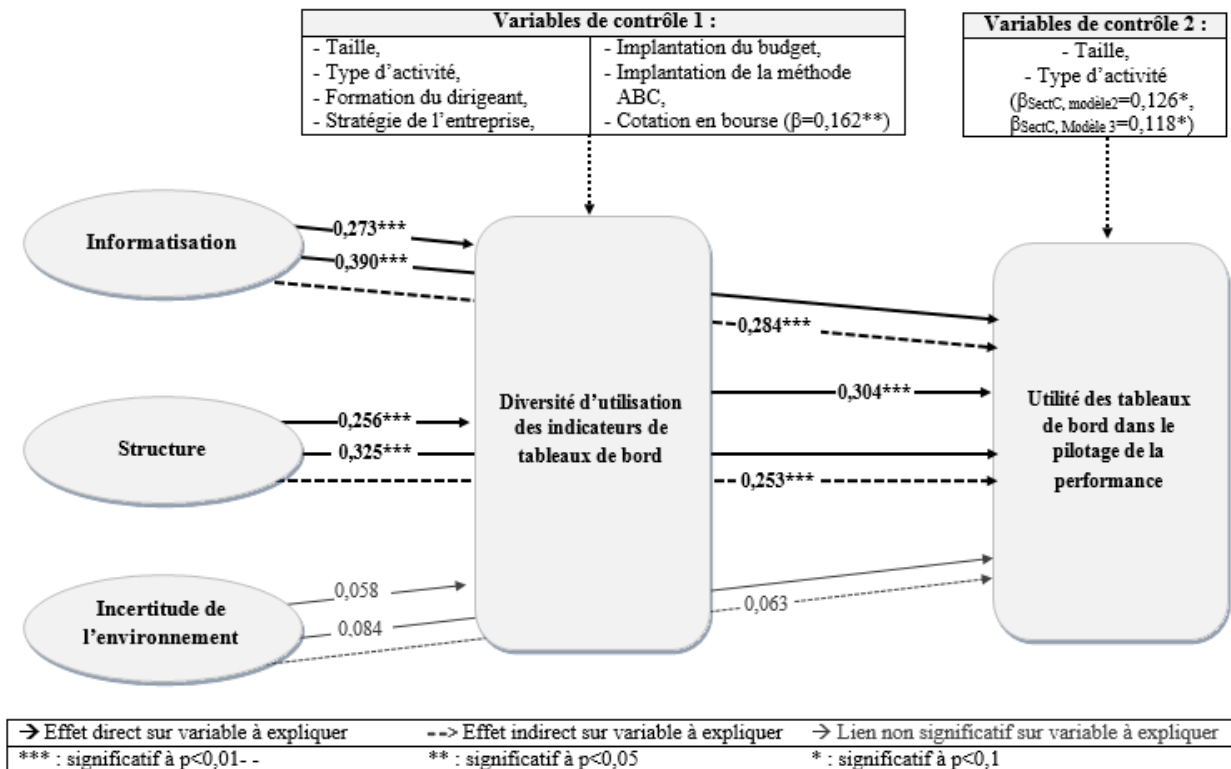 Variables de contrôle 1 :
- Taille,
- Type d'activité,
- Formation du dirigeant,
- Stratégie de l'entreprise,
- Implantation du budget,
- Implantation de la méthode
ABC,
- Cotation en bourse (β=0,162**)
Variables de contrôle 2 :
- Taille,
- Type d'activité
(βSectC, modèle2=0,126*,
βSectC, Modèle 3=0,118*)
Informatisation
0,273***
0,390***
0,284***
Structure
0,256***
0,325***
0,304***
0,253***
Incertitude de
l'environnement
0,058
0,084
0,063
Diversité d'utilisation
des indicateurs de
tableaux de bord
Utilité des tableaux
de bord dans le
pilotage de la
performance
→ Effet direct sur variable à expliquer
--> Effet indirect sur variable à expliquer
→ Lien non significatif sur variable à expliquer
*** : significatif à p<0,01- -
** : significatif à p<0,05
* : significatif à p<0,1